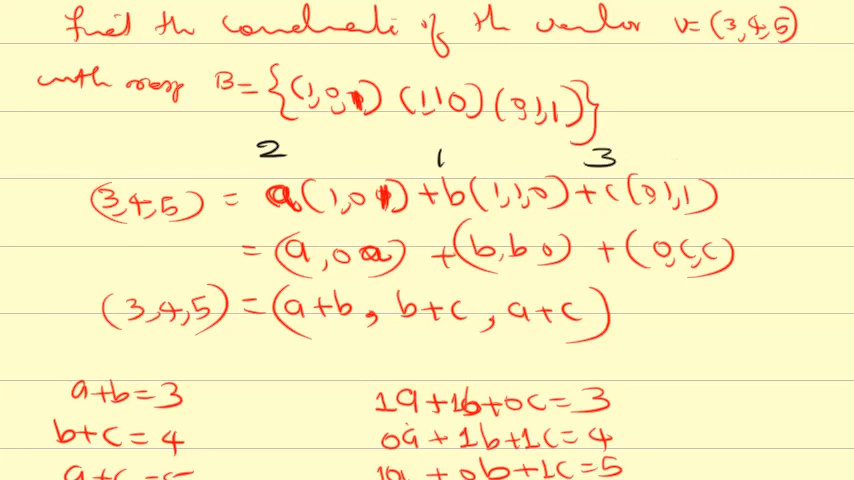 Find the coordinate of the vector v=(3,4,5)
with resp B={(1,0,1) (1,1,0) (0,1,1)}
2 1 3
(3,4,5) = a(1,0,1)+b(1,1,0)+c(0,1,1)
=(a,0,a)+(b,b,0)+(0,c,c)
(3,4,5)=(a+b, b+c, a+c)
a+b=3 1a+1b+0c=3
b+c=4 0a+1b+1c=4
a+c=5 1a+0b+1c=5